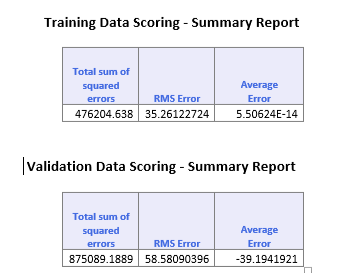 Training Data Scoring - Summary Report
Total sum of
squared
errors RMS Error Average
Error
476204.638 35.26122724 5.50624E-14
Validation Data Scoring - Summary Report
Total sum of
squared
errors RMS Error Average
Error
875089.1889 58.58090396 -39.1941921